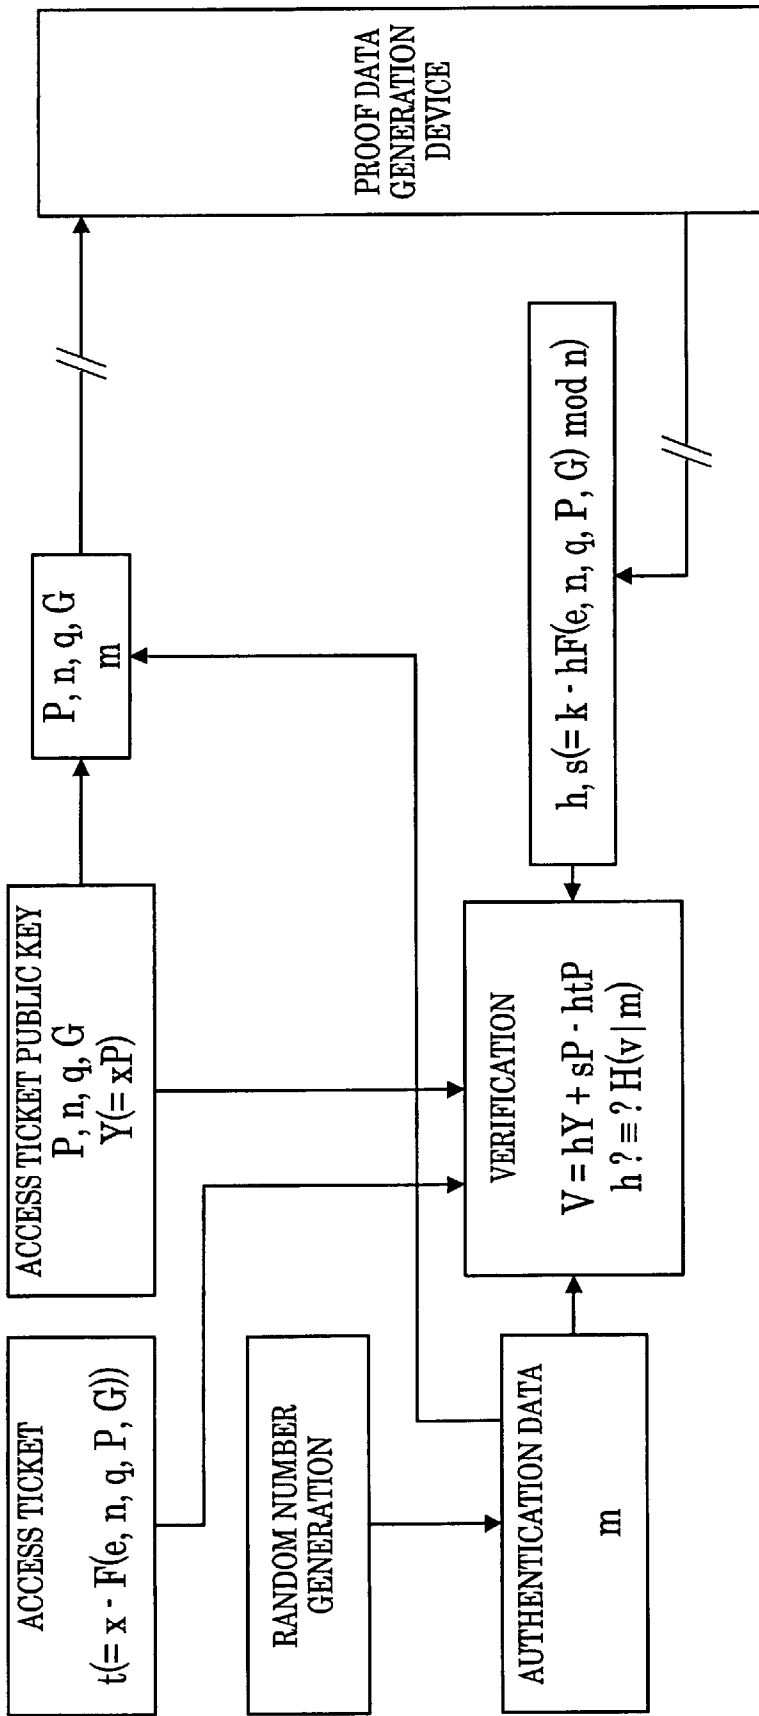 ACCESS TICKET
t(= x - F(e, n, q, P, G))
ACCESS TICKET PUBLIC KEY
P, n, q, G
Y(= xP)
P, n, q, G
m
PROOF DATA
GENERATION
DEVICE
RANDOM NUMBER
GENERATION
AUTHENTICATION DATA
m
VERIFICATION
V = hY + sP - htP
h ? ≡ ? H(v | m)
h, s(= k - hF(e, n, q, P, G) mod n)